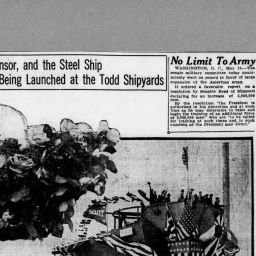 nsor, and the Steel Ship
Being Launched at the Todd Shipyards
No Limit To Army
WASHINGTON, D. C., May 24.—The
senate military committee today unani-
mously went on record in favor of large
expansion of the American army.
It ordered a favorable report on a
resolution by Senator Reed of Missouri
declaring for an increase of 5,000,000
men.
By the resolution "the President is
authorized in his discretion and at such
time as he may determine to raise and
begin the training of an additional force
of 5,000,000 men" who are "to be called
for training at such times and in such
numbers as the President may direct."